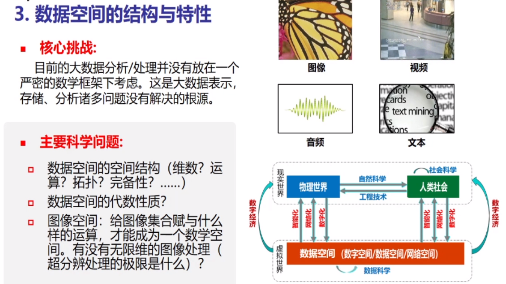 3. 数据空间的结构与特性
核心挑战:
目前的大数据分析/处理并没有放在一个
严密的数学框架下考虑。这是大数据表示，
存储、分析诸多问题没有解决的根源。
主要科学问题:
数据空间的空间结构（维数？运
算？拓扑？完备性？......）
数据空间的代数性质？
图像空间：给图像集合赋与什么
样的运算，才能成为一个数学空
间。有没有无限维的图像处理（
超分辨处理的极限是什么）？
图像
视频
text mining
音频
文本
现实世界
物理世界
自然科学
工程技术
人类社会
社会科学
数字经济
数字经济
虚拟世界
数据空间（数字空间/数据空间/网络空间）
数据科学